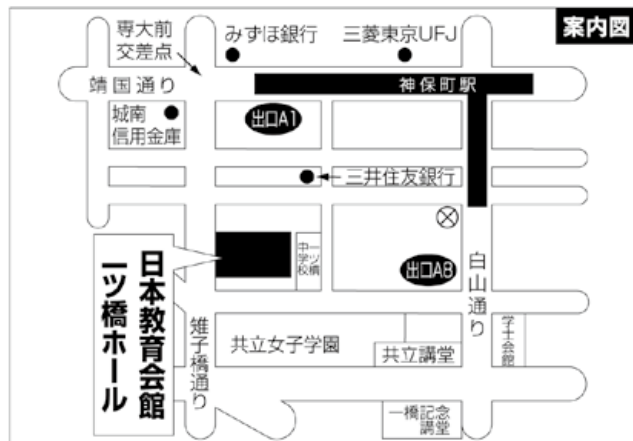 案内図
専大前
交差点
みずほ銀行
三菱東京UFJ
靖国通り
神保町駅
城南
信用金庫
出口A1
三井住友銀行
一ツ橋
中学校
出口A8
白山通り
日本教育会館
一ツ橋ホール
雉子橋通り
共立女子学園
共立講堂
学士会館
一橋記念
講堂